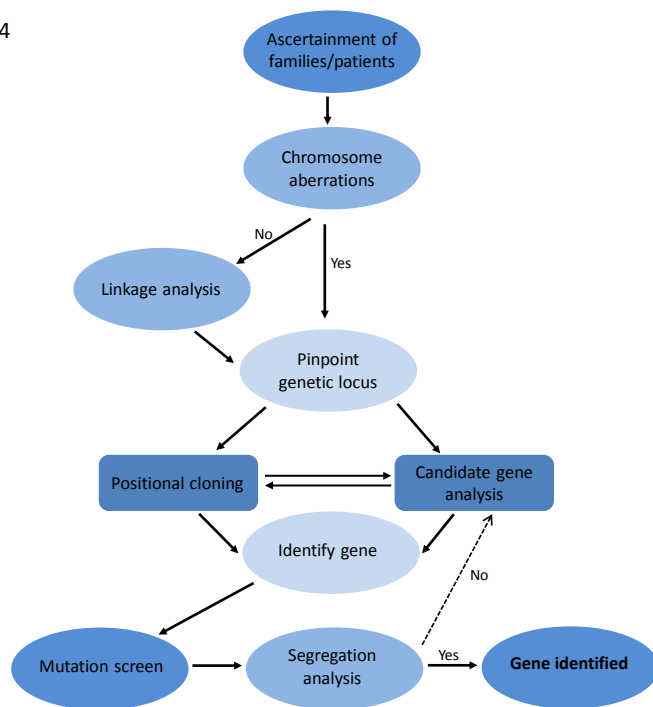 4
Ascertainment of
families/patients
Chromosome
aberrations
No
Yes
Linkage analysis
Pinpoint
genetic locus
Positional cloning
Candidate gene
analysis
Identify gene
No
Mutation screen
Segregation
analysis
Yes
Gene identified